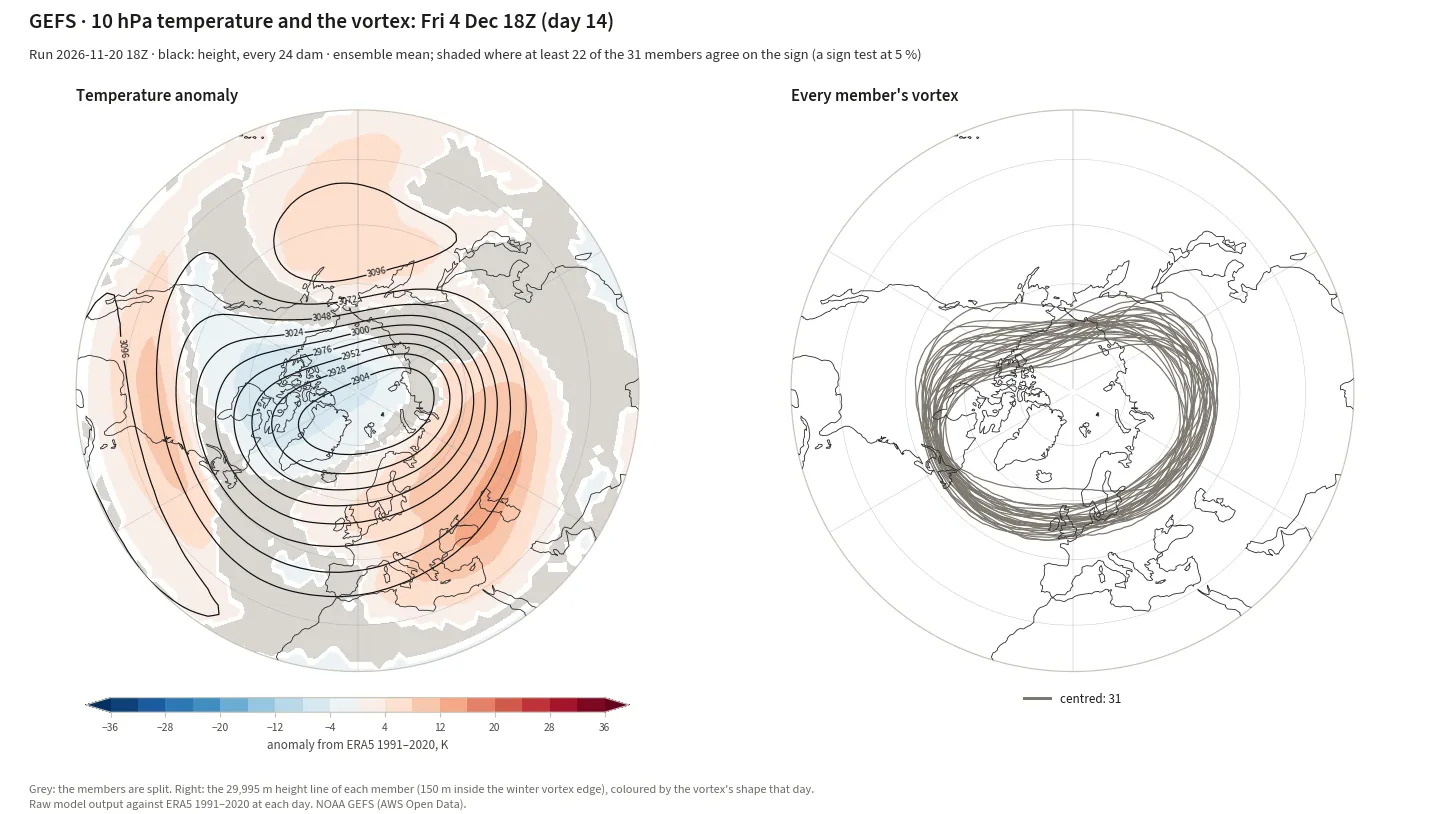 GEFS · 10 hPa temperature and the vortex: Fri 4 Dec 18Z (day 14)
Run 2026-11-20 18Z · black: height, every 24 dam · ensemble mean; shaded where at least 22 of the 31 members agree on the sign (a sign test at 5 %)
Temperature anomaly
Every member's vortex
3096
3072
3048
3024
3000
2976
2952
2928
2904
3096
centred: 31
−36 −28 −20 −12 −4 4 12 20 28 36
anomaly from ERA5 1991–2020, K
Grey: the members are split. Right: the 29,995 m height line of each member (150 m inside the winter vortex edge), coloured by the vortex's shape that day.
Raw model output against ERA5 1991–2020 at each day. NOAA GEFS (AWS Open Data).